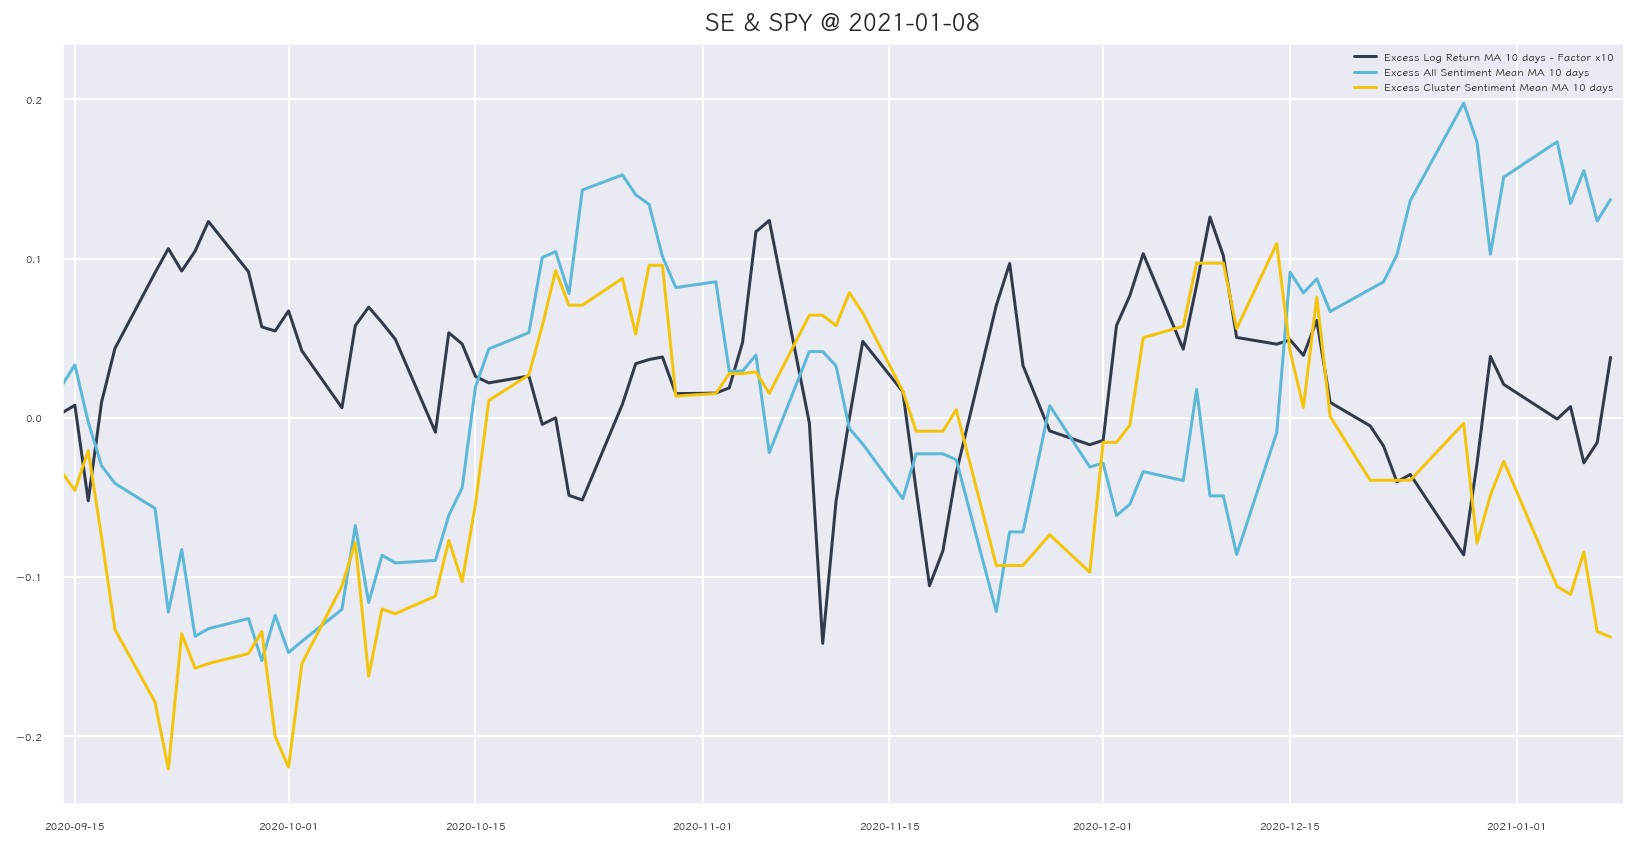 SE & SPY @ 2021-01-08
Excess Log Return MA 10 days - Factor x10
Excess All Sentiment Mean MA 10 days
Excess Cluster Sentiment Mean MA 10 days
0.2
0.1
0.0
−0.1
−0.2
2020-09-15 2020-10-01 2020-10-15 2020-11-01 2020-11-15 2020-12-01 2020-12-15 2021-01-01